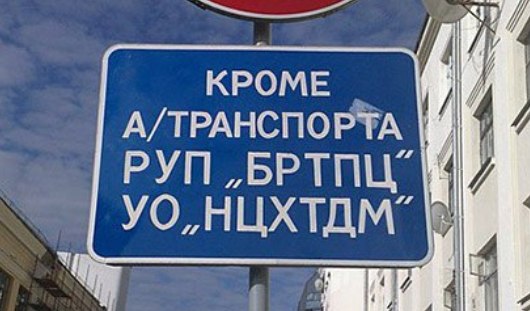 КРОМЕ
А/ТРАНСПОРТА
РУП „БРТПЦ“
УО „НЦХТДМ“